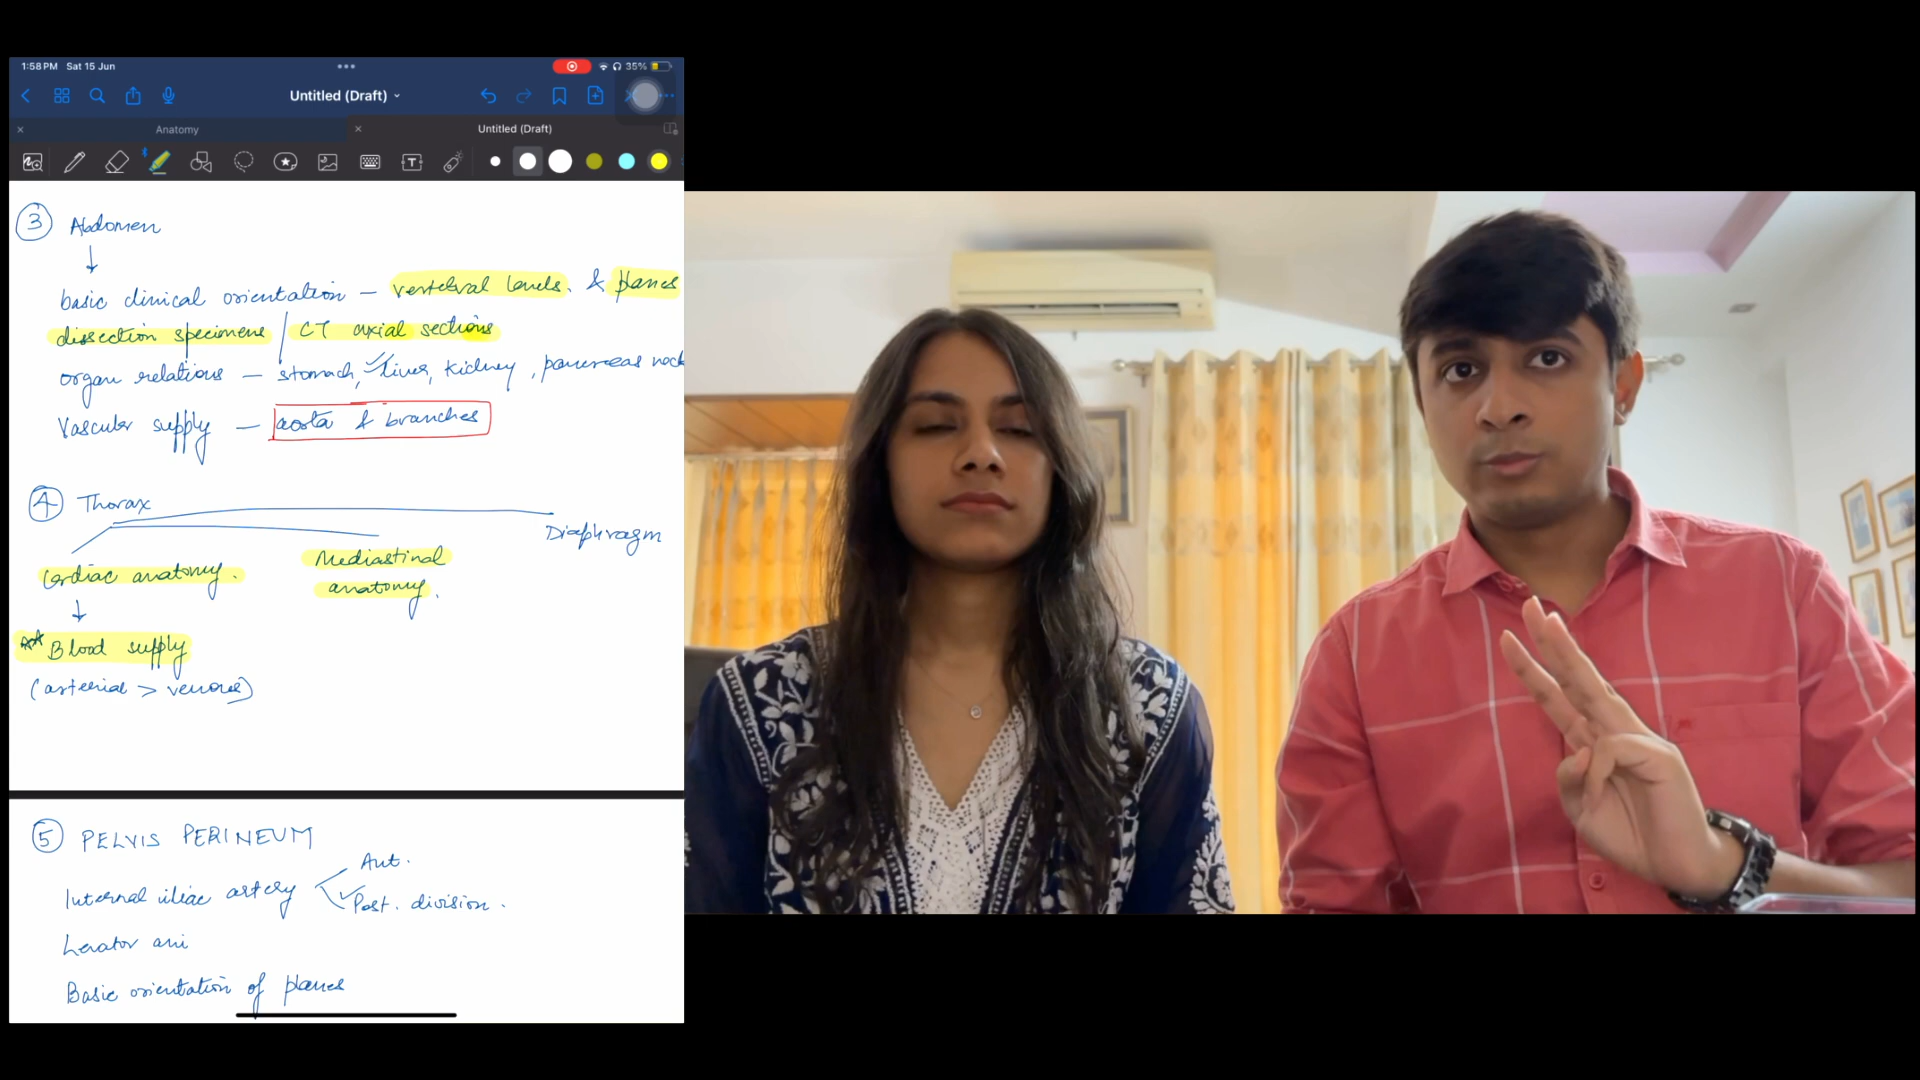 1:58 PM Sat 15 Jun
35%
Untitled (Draft)
Anatomy
Untitled (Draft)
T
3 Abdomen
basic clinical orientation – vertebral levels. & planes
dissection specimens / CT axial sections
organ relations – stomach, liver, kidney, pancreas
Vascular supply – aorta & branches
4 Thorax
Diaphragm
Cardiac anatomy.
Mediastinal
anatomy.
Blood supply
(arterial > venous)
5 PELVIS PERINEUM
Ant.
Internal iliac artery
Post. division.
Levator ani
Basic orientation of planes